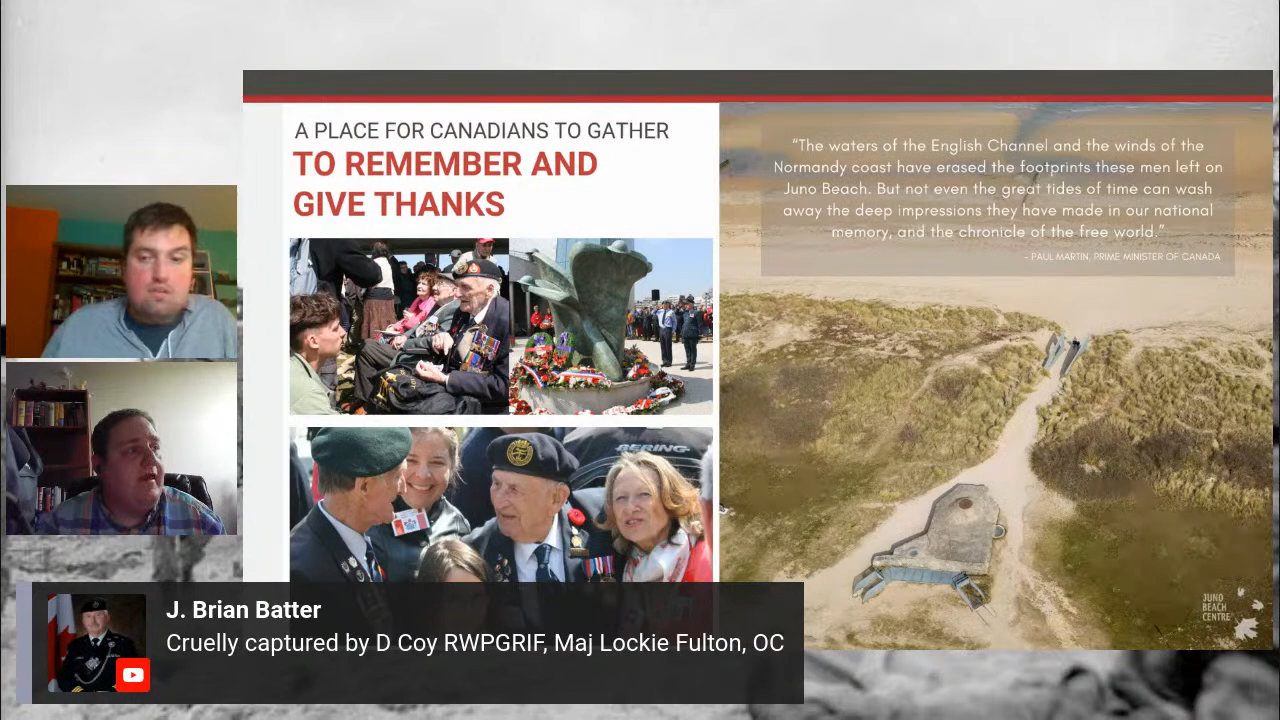 A PLACE FOR CANADIANS TO GATHER
TO REMEMBER AND
GIVE THANKS
“The waters of the English Channel and the winds of the
Normandy coast have erased the footprints these men left on
Juno Beach. But not even the great tides of time can wash
away the deep impressions they have made in our national
memory, and the chronicle of the free world.”
- PAUL MARTIN, PRIME MINISTER OF CANADA
BERING
JUNO
BEACH
CENTRE
J. Brian Batter
Cruelly captured by D Coy RWPGRIF, Maj Lockie Fulton, OC